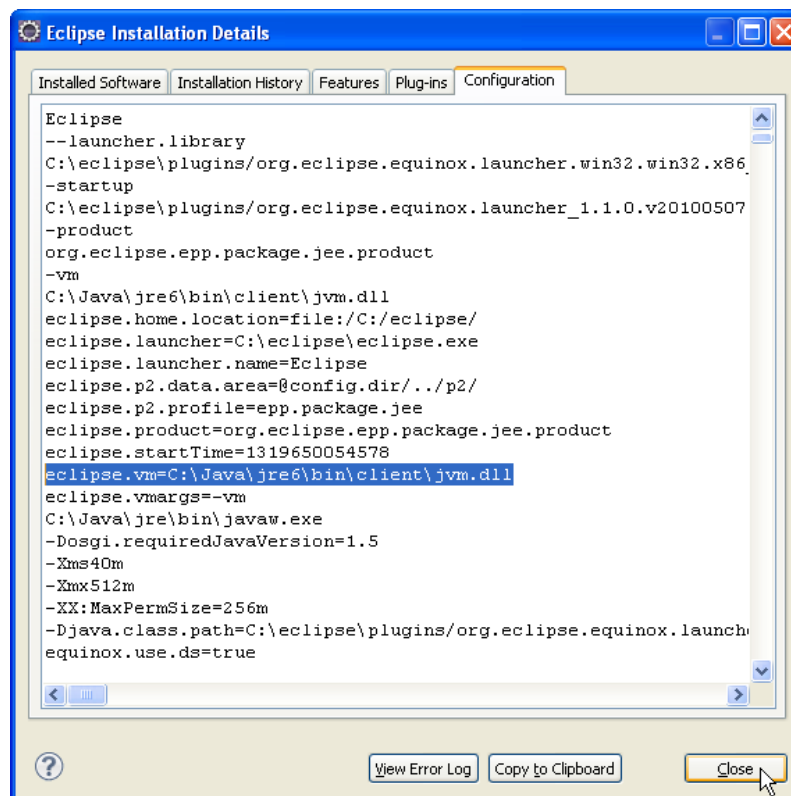 Eclipse Installation Details
Installed Software Installation History Features Plug-ins Configuration
Eclipse
--launcher.library
C:\eclipse\plugins/org.eclipse.equinox.launcher.win32.win32.x86_
-startup
C:\eclipse\plugins/org.eclipse.equinox.launcher_1.1.0.v20100507
-product
org.eclipse.epp.package.jee.product
-vm
C:\Java\jre6\bin\client\jvm.dll
eclipse.home.location=file:/C:/eclipse/
eclipse.launcher=C:\eclipse\eclipse.exe
eclipse.launcher.name=Eclipse
eclipse.p2.data.area=@config.dir/../p2/
eclipse.p2.profile=epp.package.jee
eclipse.product=org.eclipse.epp.package.jee.product
eclipse.startTime=1319650054578
eclipse.vm=C:\Java\jre6\bin\client\jvm.dll
eclipse.vmargs=-vm
C:\Java\jre\bin\javaw.exe
-Dosgi.requiredJavaVersion=1.5
-Xms40m
-Xmx512m
-XX:MaxPermSize=256m
-Djava.class.path=C:\eclipse\plugins/org.eclipse.equinox.launch
equinox.use.ds=true
? View Error Log Copy to Clipboard Close